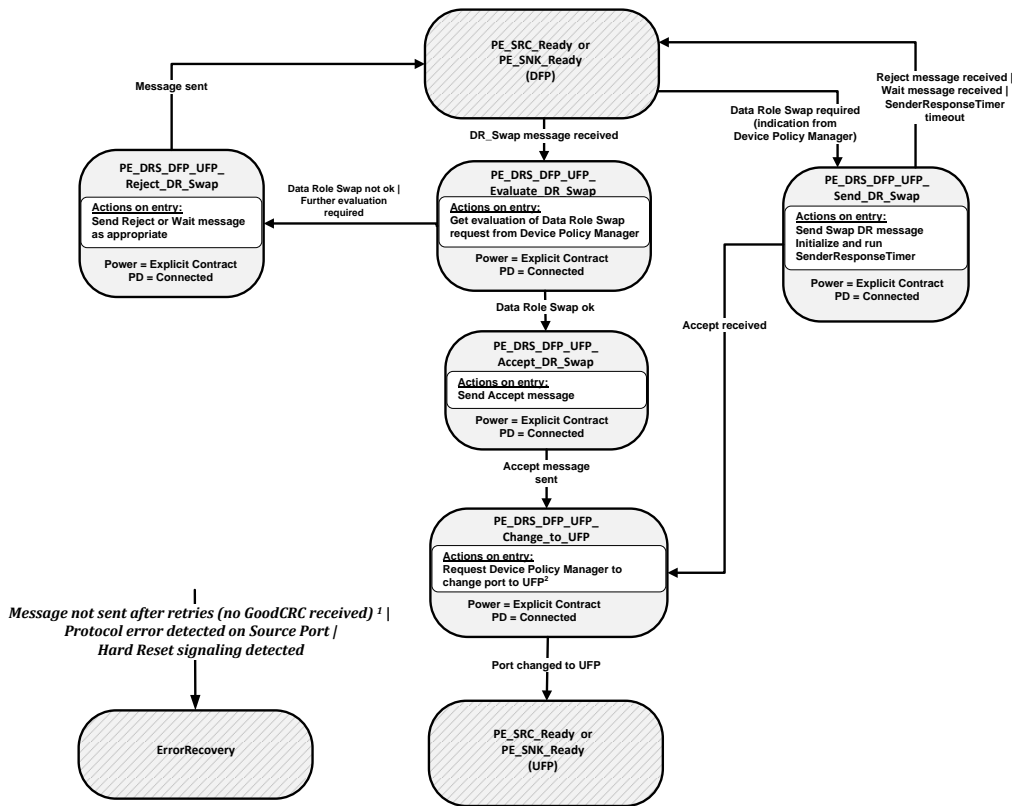 PE_SRC_Ready or
PE_SNK_Ready
(DFP)
Message sent
Reject message received |
Wait message received |
SenderResponseTimer
timeout
Data Role Swap required
(indication from
Device Policy Manager)
DR_Swap message received
PE_DRS_DFP_UFP_
Reject_DR_Swap
Actions on entry:
Send Reject or Wait message
as appropriate
Power = Explicit Contract
PD = Connected
Data Role Swap not ok |
Further evaluation
required
PE_DRS_DFP_UFP_
Evaluate_DR_Swap
Actions on entry:
Get evaluation of Data Role Swap
request from Device Policy Manager
Power = Explicit Contract
PD = Connected
PE_DRS_DFP_UFP_
Send_DR_Swap
Actions on entry:
Send Swap DR message
Initialize and run
SenderResponseTimer
Power = Explicit Contract
PD = Connected
Data Role Swap ok
Accept received
PE_DRS_DFP_UFP_
Accept_DR_Swap
Actions on entry:
Send Accept message
Power = Explicit Contract
PD = Connected
Accept message
sent
PE_DRS_DFP_UFP_
Change_to_UFP
Actions on entry:
Request Device Policy Manager to
change port to UFP²
Power = Explicit Contract
PD = Connected
Message not sent after retries (no GoodCRC received) ¹ |
Protocol error detected on Source Port |
Hard Reset signaling detected
Port changed to UFP
ErrorRecovery
PE_SRC_Ready or
PE_SNK_Ready
(UFP)